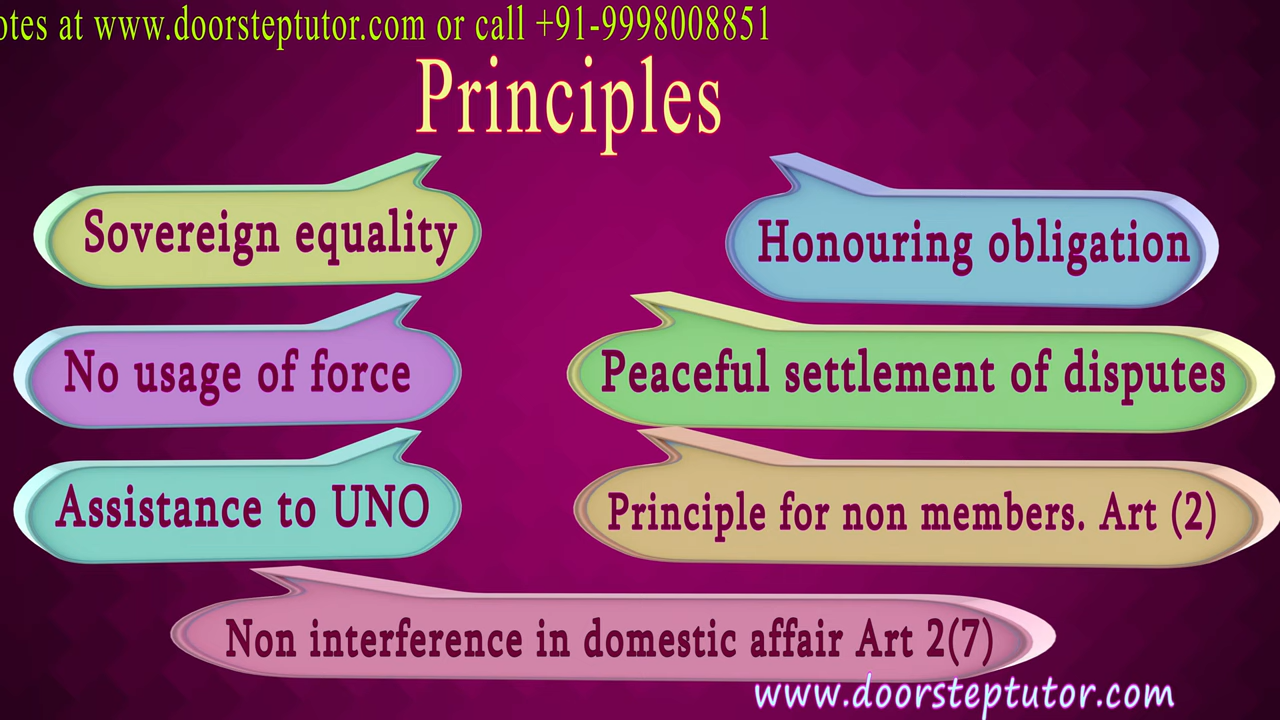 otes at www.doorsteptutor.com or call +91-9998008851
Principles
Sovereign equality
Honouring obligation
No usage of force
Peaceful settlement of disputes
Assistance to UNO
Principle for non members. Art (2)
Non interference in domestic affair Art 2(7)
www.doorsteptutor.com